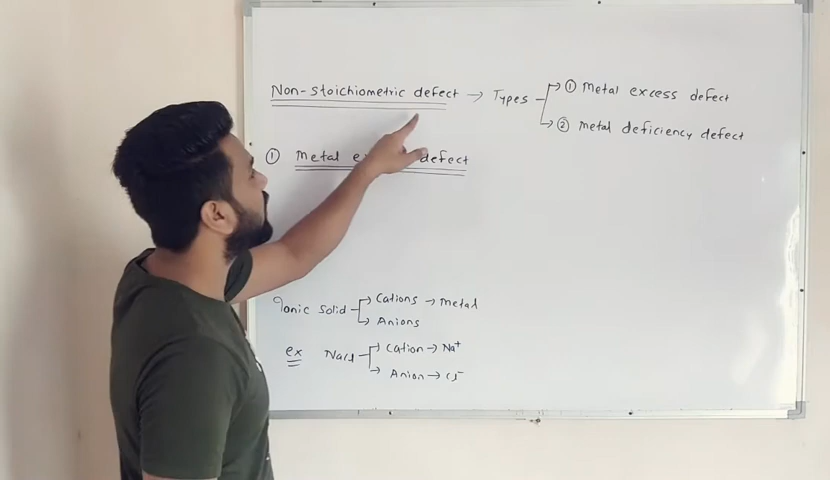 Non-stoichiometric defect → Types → ① Metal excess defect
→ ② Metal deficiency defect
① Metal defect
Ionic Solid → Cations → Metal
→ Anions
ex NaCl → Cation → Na⁺
→ Anion → Cl⁻